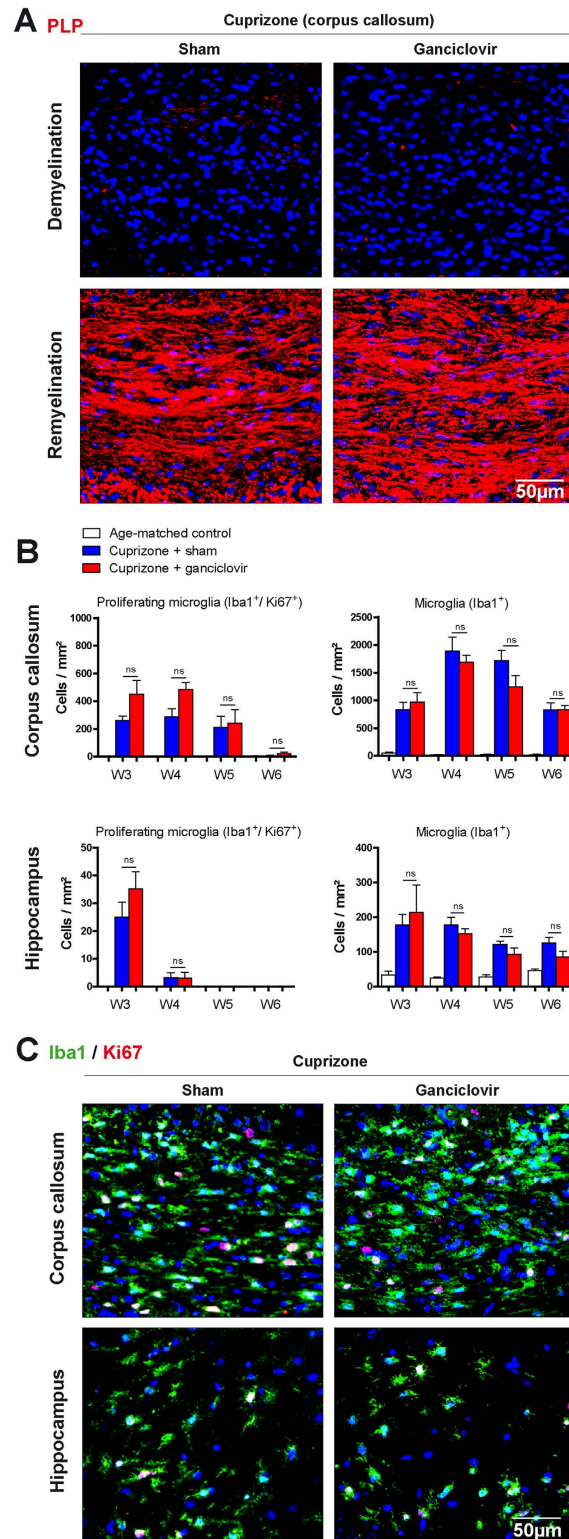 A PLP
Cuprizone (corpus callosum)
Sham Ganciclovir
Demyelination
Remyelination
50µm
B
Age-matched control
Cuprizone + sham
Cuprizone + ganciclovir
Corpus callosum
Proliferating microglia (Iba1⁺/ Ki67⁺)
Cells / mm²
1000
800
600
400
200
0
ns ns ns ns
W3 W4 W5 W6
Microglia (Iba1⁺)
Cells / mm²
2500
2000
1500
1000
500
0
ns ns ns ns
W3 W4 W5 W6
Hippocampus
Proliferating microglia (Iba1⁺/ Ki67⁺)
Cells / mm²
50
40
30
20
10
0
ns ns
W3 W4 W5 W6
Microglia (Iba1⁺)
Cells / mm²
400
300
200
100
0
ns ns ns ns
W3 W4 W5 W6
C Iba1 / Ki67
Cuprizone
Sham Ganciclovir
Corpus callosum
Hippocampus
50µm